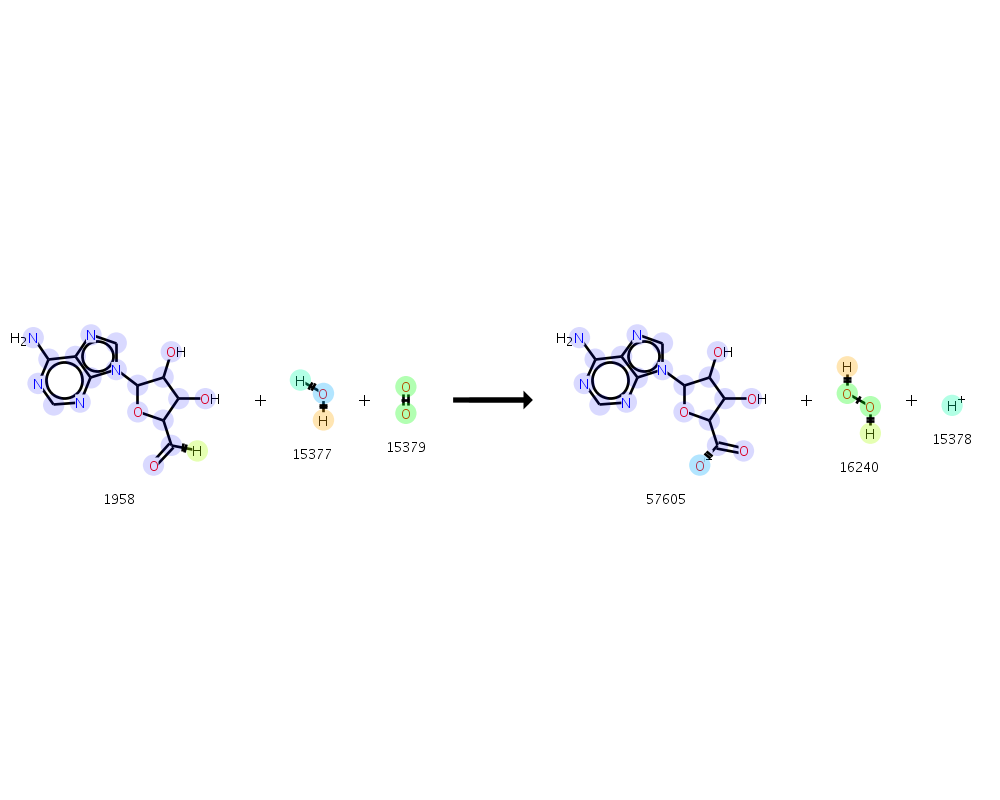 H₂N N N N N O OH OH O H
+
H O H
15377
+
O O
15379
1958
H₂N N N N N O OH OH O⁻ O
57605
+
H O O H
16240
+
H⁺
15378